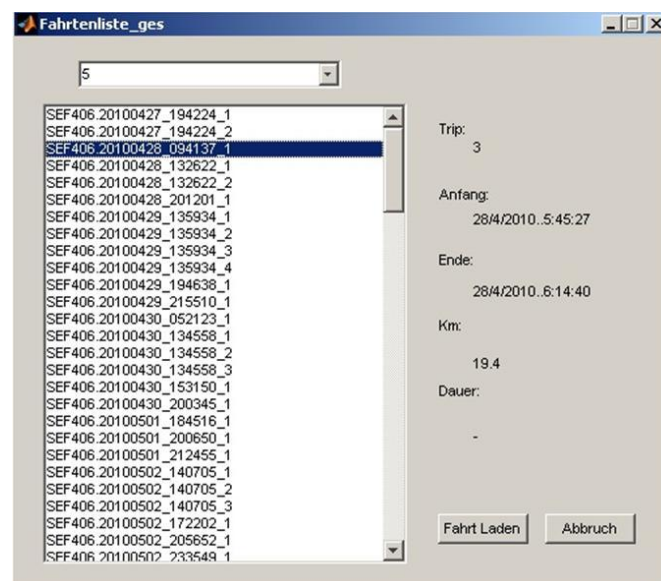 Fahrtenliste_ges
5
SEF406.20100427_194224_1
SEF406.20100427_194224_2
SEF406.20100428_094137_1
SEF406.20100428_132622_1
SEF406.20100428_132622_2
SEF406.20100428_201201_1
SEF406.20100429_135934_1
SEF406.20100429_135934_2
SEF406.20100429_135934_3
SEF406.20100429_135934_4
SEF406.20100429_194638_1
SEF406.20100429_215510_1
SEF406.20100430_052123_1
SEF406.20100430_134558_1
SEF406.20100430_134558_2
SEF406.20100430_134558_3
SEF406.20100430_153150_1
SEF406.20100430_200345_1
SEF406.20100501_184516_1
SEF406.20100501_200650_1
SEF406.20100501_212455_1
SEF406.20100502_140705_1
SEF406.20100502_140705_2
SEF406.20100502_140705_3
SEF406.20100502_172202_1
SEF406.20100502_205652_1
SEF406.20100502_233549_1
Trip:
3
Anfang:
28/4/2010..5:45:27
Ende:
28/4/2010..6:14:40
Km:
19.4
Dauer:
-
Fahrt Laden
Abbruch